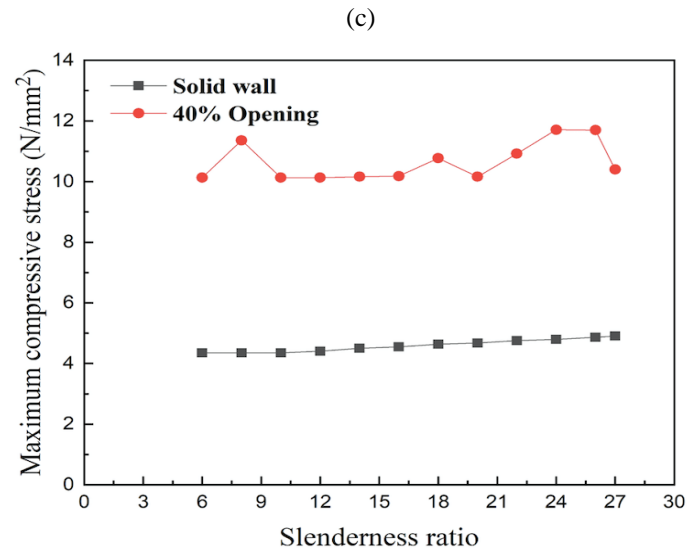 (c)
14
12
10
8
6
4
2
0
Maximum compressive stress (N/mm²)
Solid wall
40% Opening
0 3 6 9 12 15 18 21 24 27 30
Slenderness ratio